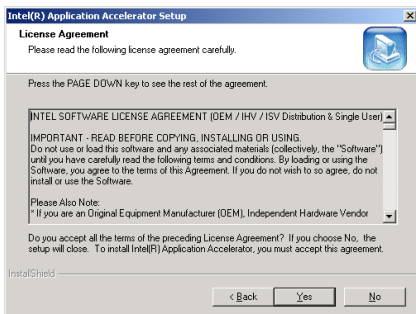 Intel(R) Application Accelerator Setup
License Agreement
Please read the following license agreement carefully.
Press the PAGE DOWN key to see the rest of the agreement.
INTEL SOFTWARE LICENSE AGREEMENT (OEM / IHV / ISV Distribution & Single User)
IMPORTANT - READ BEFORE COPYING, INSTALLING OR USING.
Do not use or load this software and any associated materials (collectively, the "Software")
until you have carefully read the following terms and conditions. By loading or using the
Software, you agree to the terms of this Agreement. If you do not wish to so agree, do not
install or use the Software.
Please Also Note:
* If you are an Original Equipment Manufacturer (OEM), Independent Hardware Vendor
Do you accept all the terms of the preceding License Agreement? If you choose No, the
setup will close. To install Intel(R) Application Accelerator, you must accept this agreement.
InstallShield
< Back Yes No